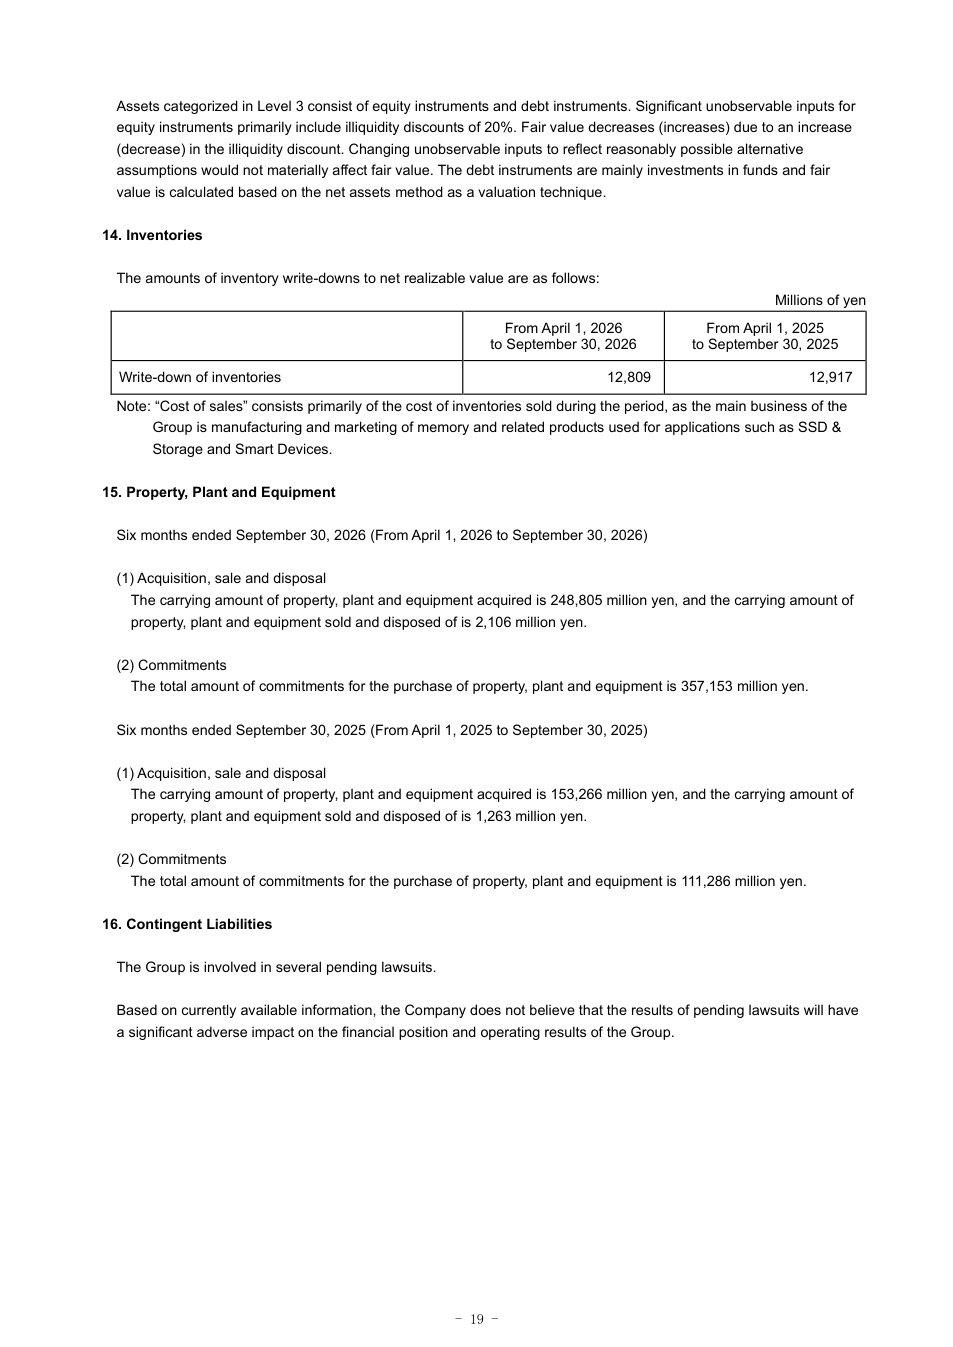 Assets categorized in Level 3 consist of equity instruments and debt instruments. Significant unobservable inputs for
equity instruments primarily include illiquidity discounts of 20%. Fair value decreases (increases) due to an increase
(decrease) in the illiquidity discount. Changing unobservable inputs to reflect reasonably possible alternative
assumptions would not materially affect fair value. The debt instruments are mainly investments in funds and fair
value is calculated based on the net assets method as a valuation technique.
14. Inventories
The amounts of inventory write-downs to net realizable value are as follows:
Millions of yen
From April 1, 2026
to September 30, 2026
From April 1, 2025
to September 30, 2025
Write-down of inventories 12,809 12,917
Note: “Cost of sales” consists primarily of the cost of inventories sold during the period, as the main business of the
Group is manufacturing and marketing of memory and related products used for applications such as SSD &
Storage and Smart Devices.
15. Property, Plant and Equipment
Six months ended September 30, 2026 (From April 1, 2026 to September 30, 2026)
(1) Acquisition, sale and disposal
The carrying amount of property, plant and equipment acquired is 248,805 million yen, and the carrying amount of
property, plant and equipment sold and disposed of is 2,106 million yen.
(2) Commitments
The total amount of commitments for the purchase of property, plant and equipment is 357,153 million yen.
Six months ended September 30, 2025 (From April 1, 2025 to September 30, 2025)
(1) Acquisition, sale and disposal
The carrying amount of property, plant and equipment acquired is 153,266 million yen, and the carrying amount of
property, plant and equipment sold and disposed of is 1,263 million yen.
(2) Commitments
The total amount of commitments for the purchase of property, plant and equipment is 111,286 million yen.
16. Contingent Liabilities
The Group is involved in several pending lawsuits.
Based on currently available information, the Company does not believe that the results of pending lawsuits will have
a significant adverse impact on the financial position and operating results of the Group.
－ 19 －